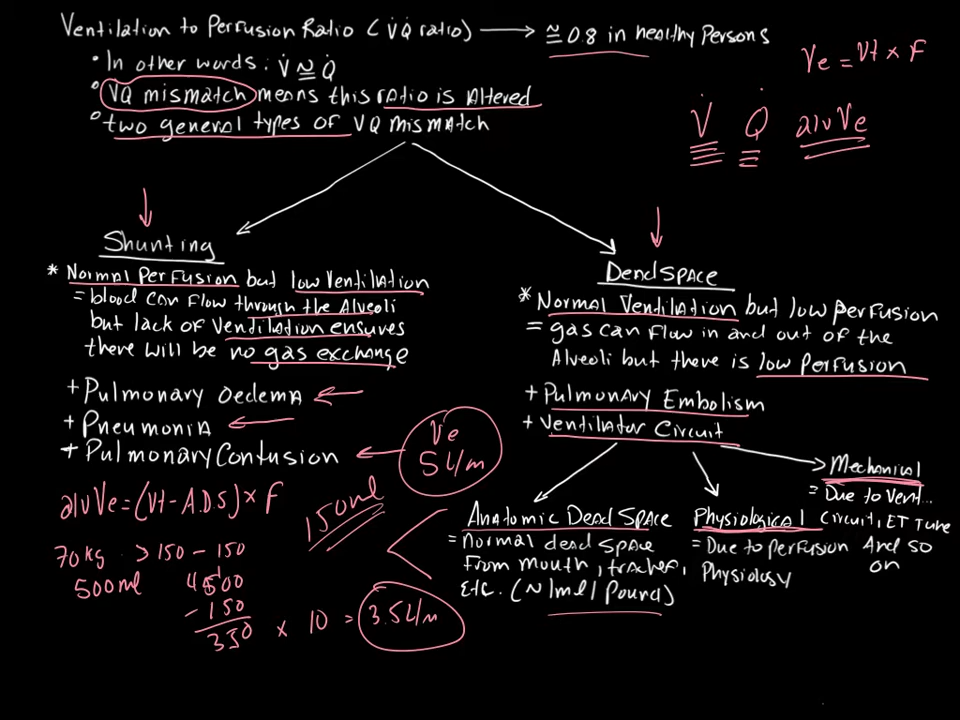 Ventilation to Perfusion Ratio (V̇Q̇ ratio) → ≅ 0.8 in healthy Persons
• In other words: V̇ ≅ Q̇
• VQ mismatch means this ratio is Altered
• two general types of VQ mismatch
V̇e = Vt × F
V̇ Q̇ alvVe
Shunting
* Normal Perfusion but low Ventilation
= blood can flow through the Alveoli
but lack of Ventilation ensures
there will be no gas exchange
+ Pulmonary Oedema ←
+ Pneumonia ←
+ Pulmonary Contusion ←
V̇e
5L/m
alvVe = (Vt - A.D.S) × F
70kg > 150 - 150
500ml
500
- 150
350 × 10 = 3.5L/m
150ml
Dead Space
* Normal Ventilation but low perfusion
= gas can flow in and out of the
Alveoli but there is low Perfusion
+ Pulmonary Embolism
+ Ventilator Circuit
Anatomic Dead Space
= Normal dead space
From mouth, trachea,
Etc. (~1ml/Pound)
Physiological
= Due to perfusion
Physiology
Mechanical
= Due to Vent..
Circuit, ET Ture
And so
on